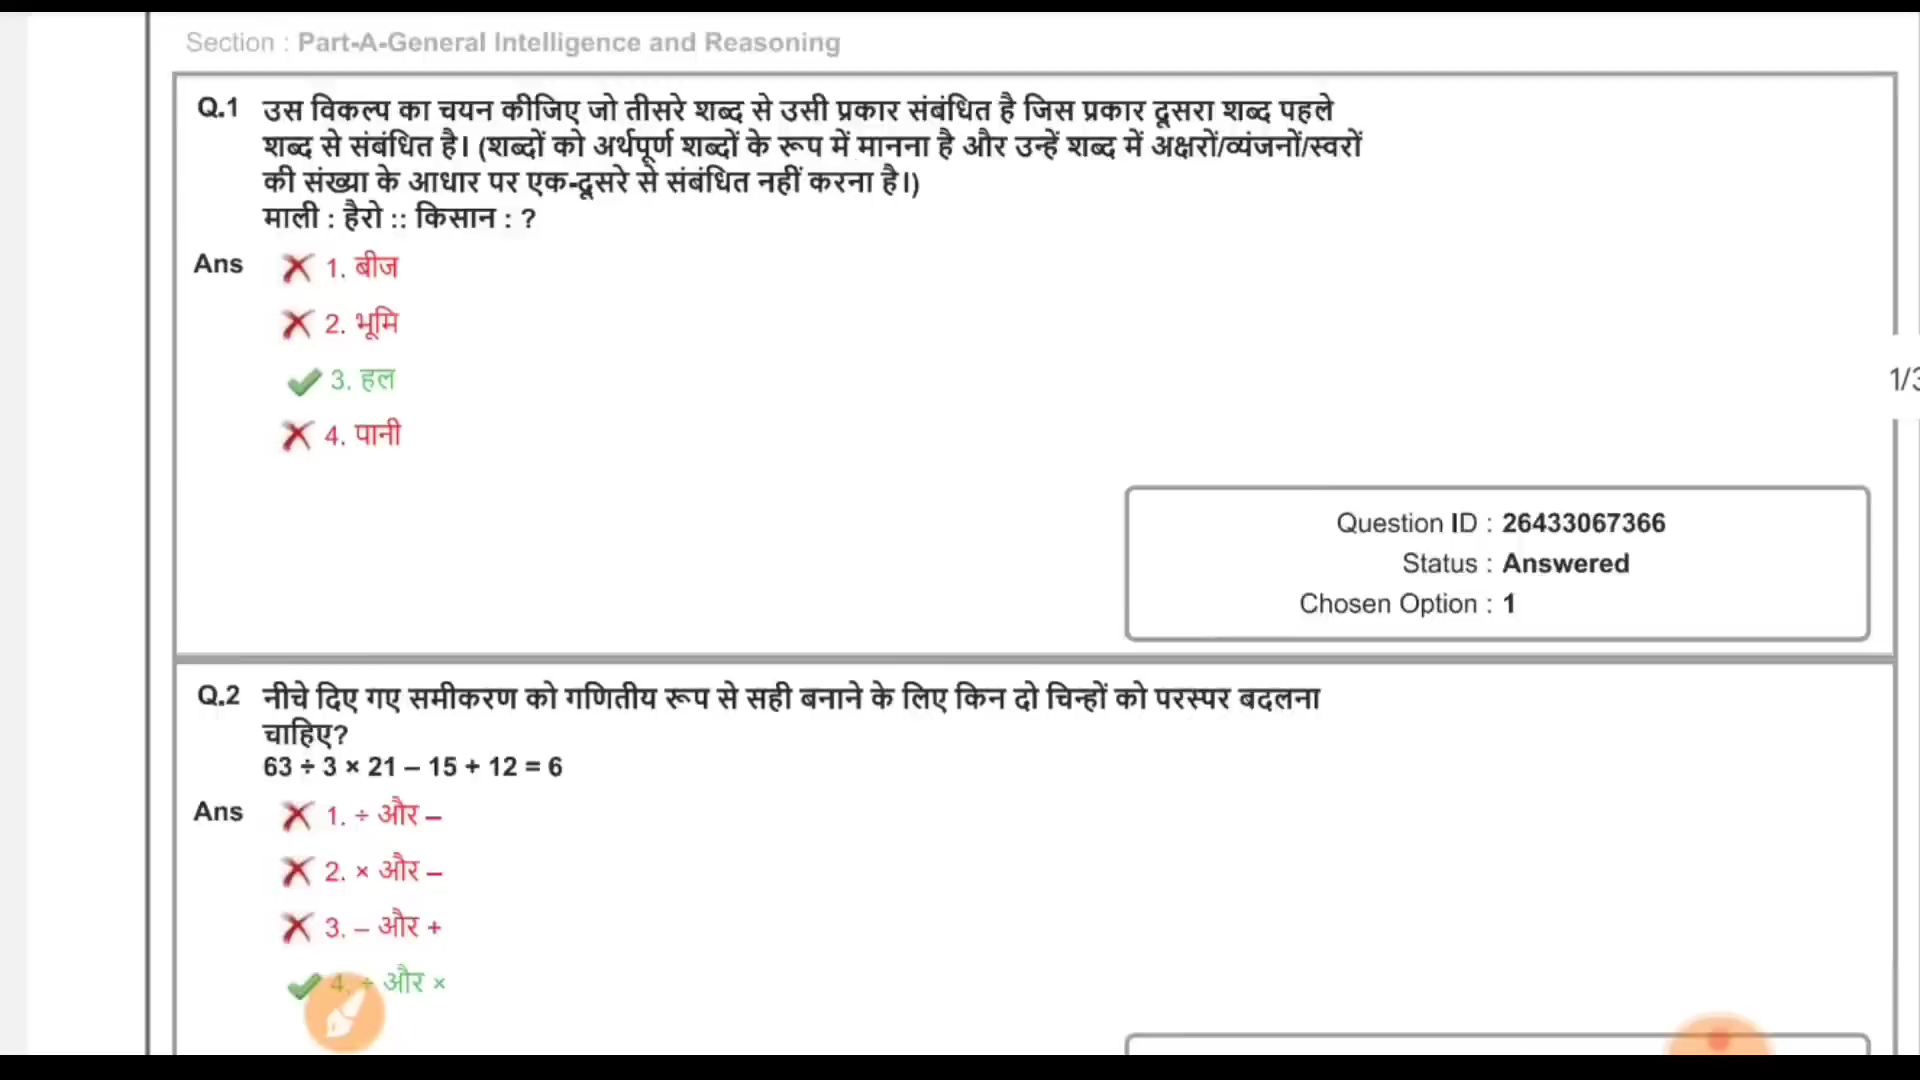 Section : Part-A-General Intelligence and Reasoning
Q.1 उस विकल्प का चयन कीजिए जो तीसरे शब्द से उसी प्रकार संबंधित है जिस प्रकार दूसरा शब्द पहले
शब्द से संबंधित है। (शब्दों को अर्थपूर्ण शब्दों के रूप में मानना है और उन्हें शब्द में अक्षरों/व्यंजनों/स्वरों
की संख्या के आधार पर एक-दूसरे से संबंधित नहीं करना है।)
माली : हैरो :: किसान : ?
Ans 1. बीज
2. भूमि
3. हल
4. पानी
1/3
Question ID : 26433067366
Status : Answered
Chosen Option : 1
Q.2 नीचे दिए गए समीकरण को गणितीय रूप से सही बनाने के लिए किन दो चिन्हों को परस्पर बदलना
चाहिए?
63 ÷ 3 × 21 – 15 + 12 = 6
Ans 1. ÷ और –
2. × और –
3. – और +
4. ÷ और ×